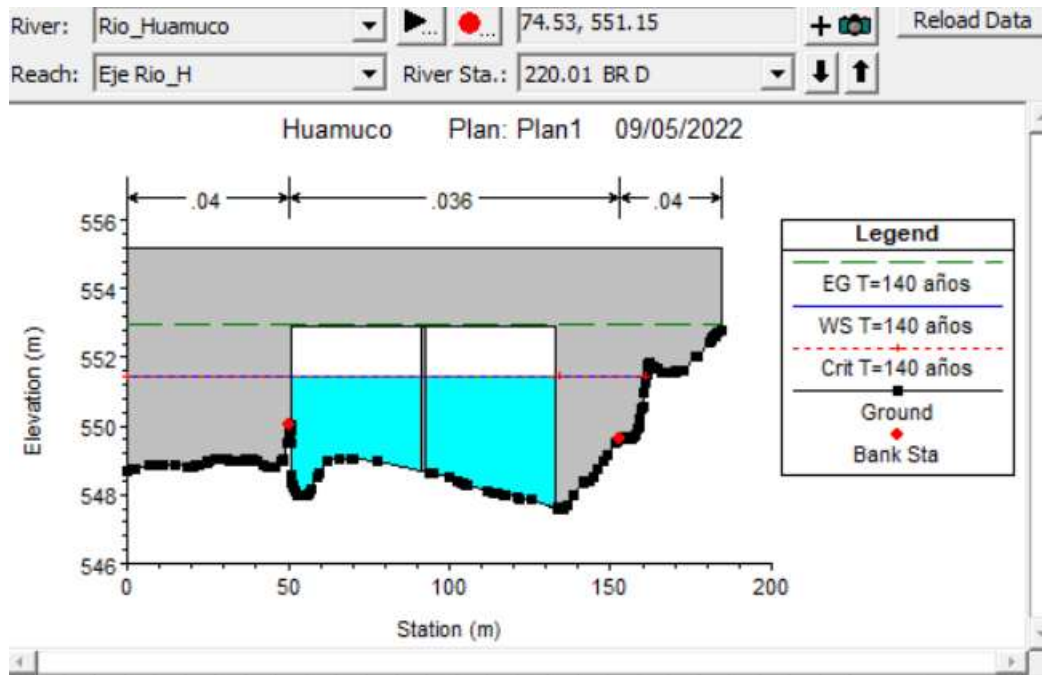 River: Rio_Huamuco ... ... 74.53, 551.15 + Reload Data
Reach: Eje Rio_H River Sta.: 220.01 BR D
Huamuco Plan: Plan1 09/05/2022
.04 .036 .04
556
554
552
550
548
546
0 50 100 150 200
Elevation (m)
Station (m)
Legend
EG T=140 años
WS T=140 años
Crit T=140 años
Ground
Bank Sta